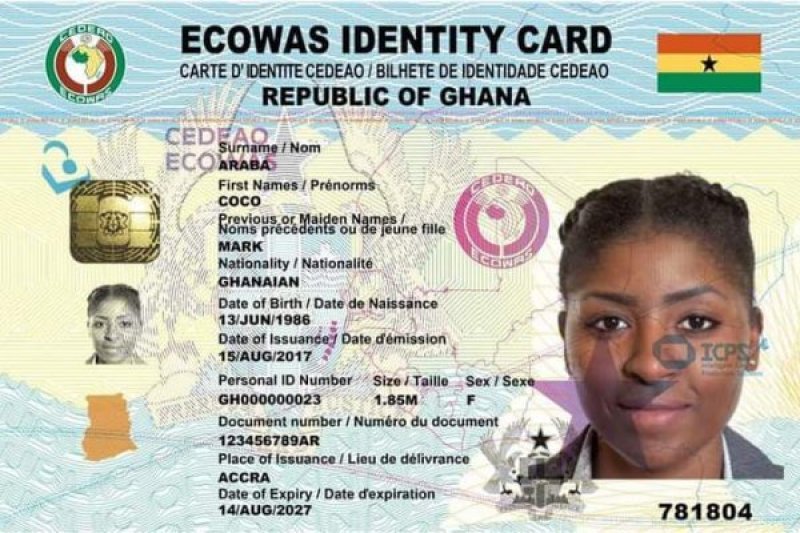 CEDEAO
ECOWAS
ECOWAS IDENTITY CARD
CARTE D' IDENTITE CEDEAO / BILHETE DE IDENTIDADE CEDEAO
REPUBLIC OF GHANA
CEDEAO
ECOWAS
Surname / Nom
ARABA
First Names / Prénorms
COCO
Previous or Maiden Names /
Noms précédents ou de jeune fille
MARK
CEDEAO
ECOWAS
Nationality / Nationalité
GHANAIAN
Date of Birth / Date de Naissance
13/JUN/1986
Date of Issuance / Date d'émission
15/AUG/2017
ICPS
Personal ID Number Size / Taille Sex / Sexe
GH000000023 1.85M F
Document number / Numéro du document
123456789AR
Place of Issuance / Lieu de délivrance
ACCRA
Date of Expiry / Date d'expiration
14/AUG/2027
781804